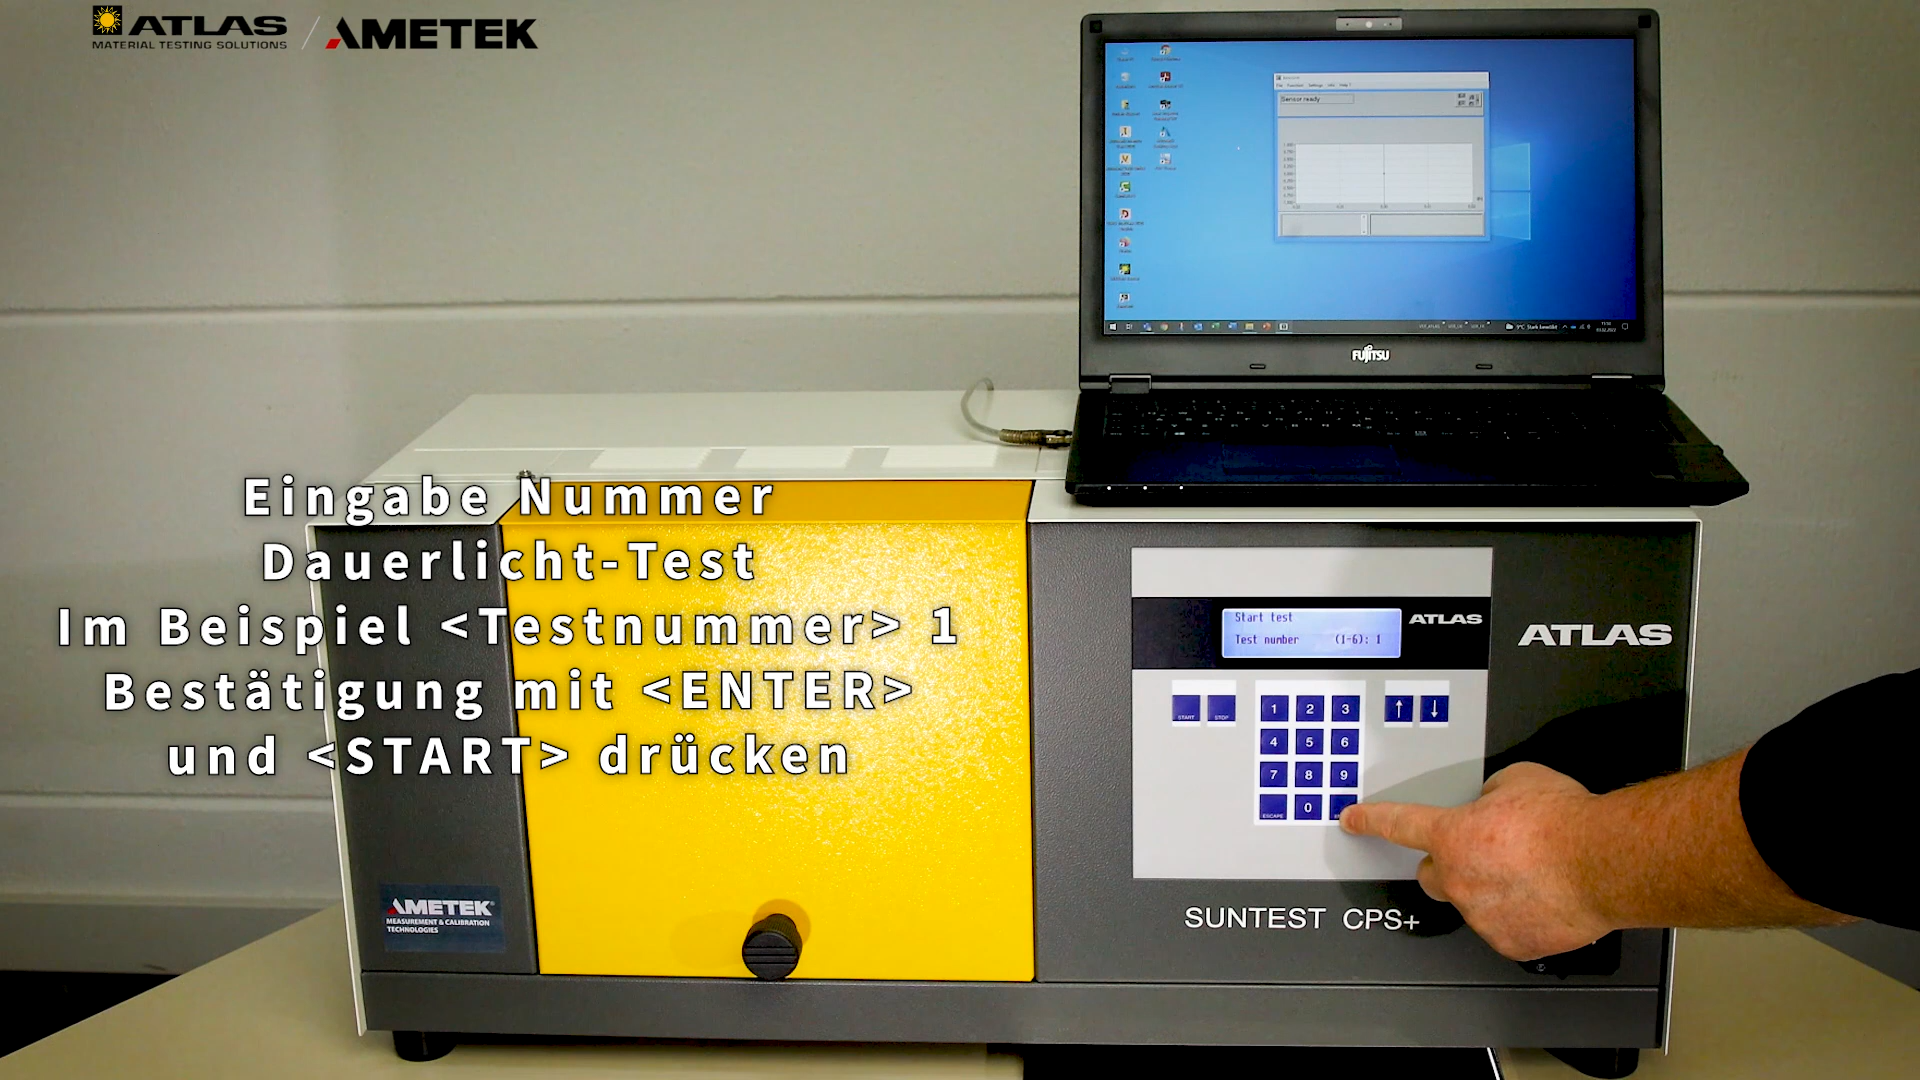 ATLAS
MATERIAL TESTING SOLUTIONS
AMETEK
Sensor ready
FUJITSU
Eingabe Nummer
Dauerlicht-Test
Im Beispiel <Testnummer> 1
Bestätigung mit <ENTER>
und <START> drücken
Start test
Test number (1-6): 1
ATLAS
ATLAS
START STOP
1 2 3
4 5 6
7 8 9
ESCAPE 0
↑ ↓
AMETEK
MEASUREMENT & CALIBRATION
TECHNOLOGIES
SUNTEST CPS+